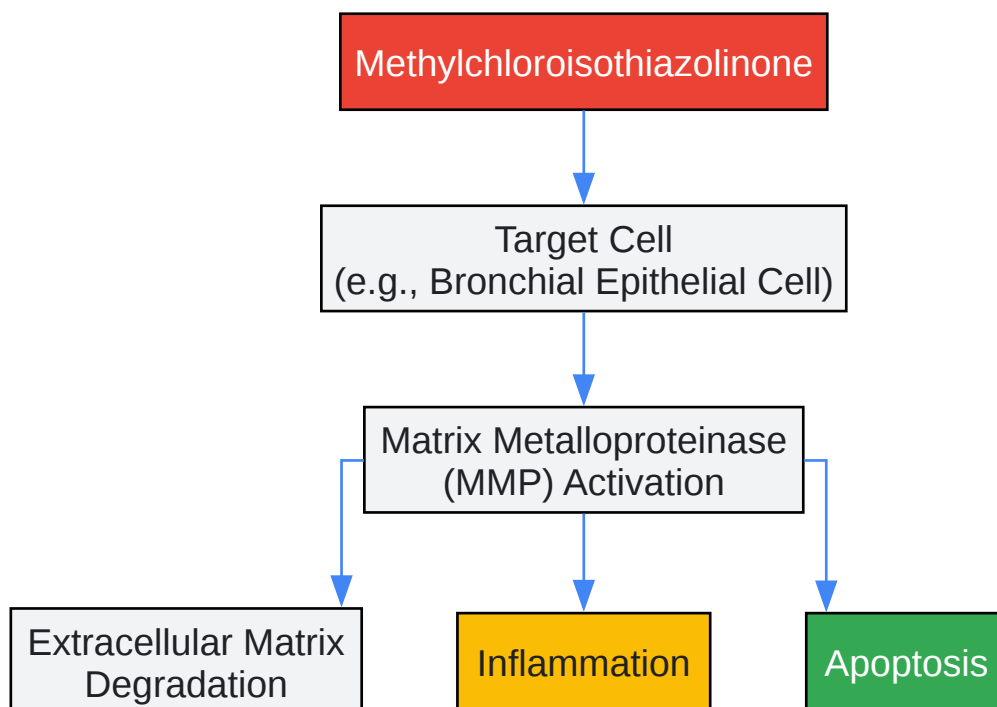 Methylchloroisothiazolinone
Target Cell
(e.g., Bronchial Epithelial Cell)
Matrix Metalloproteinase
(MMP) Activation
Extracellular Matrix
Degradation
Inflammation
Apoptosis